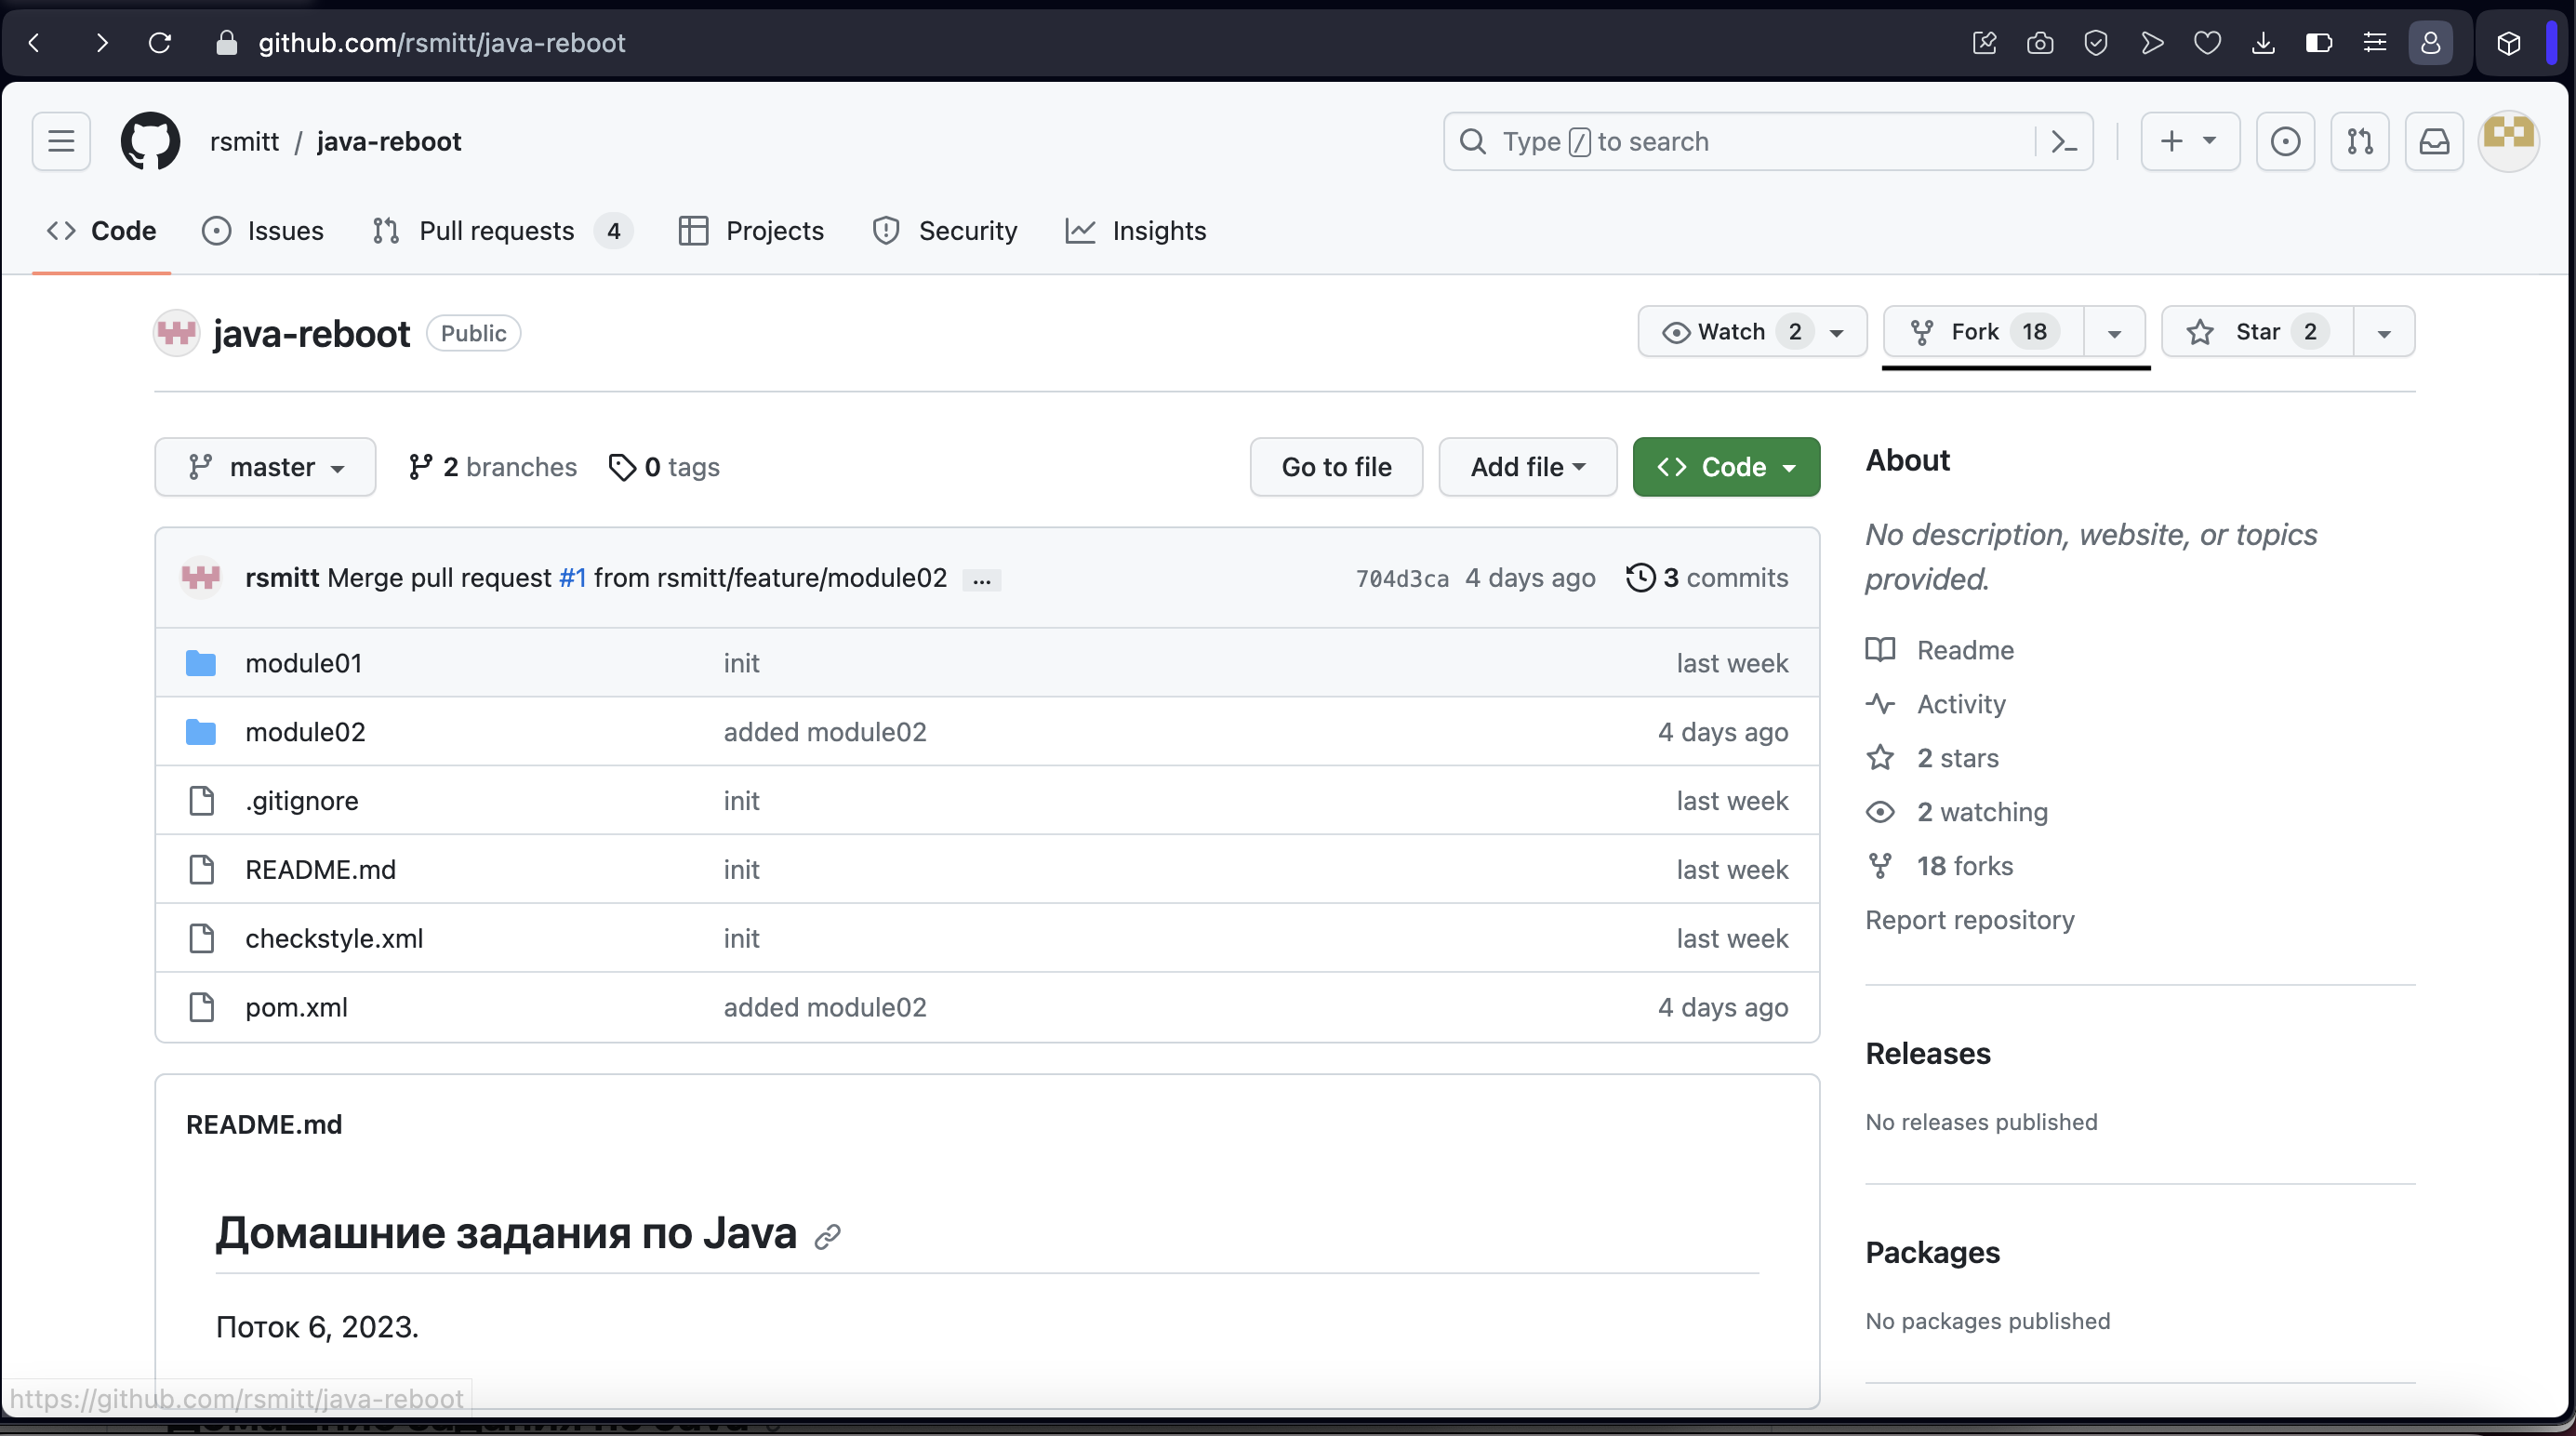 github.com/rsmitt/java-reboot
rsmitt / java-reboot
Type / to search
Code Issues Pull requests 4 Projects Security Insights
java-reboot Public
Watch 2 Fork 18 Star 2
master 2 branches 0 tags Go to file Add file Code
rsmitt Merge pull request #1 from rsmitt/feature/module02 ... 704d3ca 4 days ago 3 commits
module01 init last week
module02 added module02 4 days ago
.gitignore init last week
README.md init last week
checkstyle.xml init last week
pom.xml added module02 4 days ago
README.md
Домашние задания по Java
Поток 6, 2023.
About
No description, website, or topics
provided.
Readme
Activity
2 stars
2 watching
18 forks
Report repository
Releases
No releases published
Packages
No packages published
https://github.com/rsmitt/java-reboot